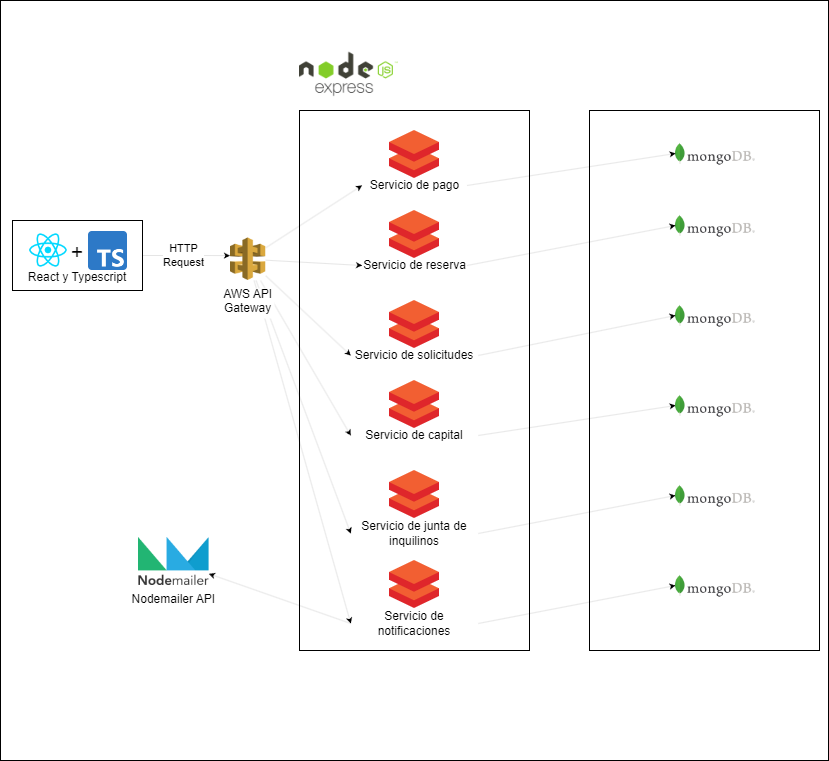 node
JS
express
Servicio de pago
mongoDB.
Servicio de reserva
mongoDB.
+
TS
React y Typescript
HTTP
Request
AWS API
Gateway
Servicio de solicitudes
mongoDB.
Servicio de capital
mongoDB.
Servicio de junta de
inquilinos
mongoDB.
Nodemailer
Nodemailer API
Servicio de
notificaciones
mongoDB.